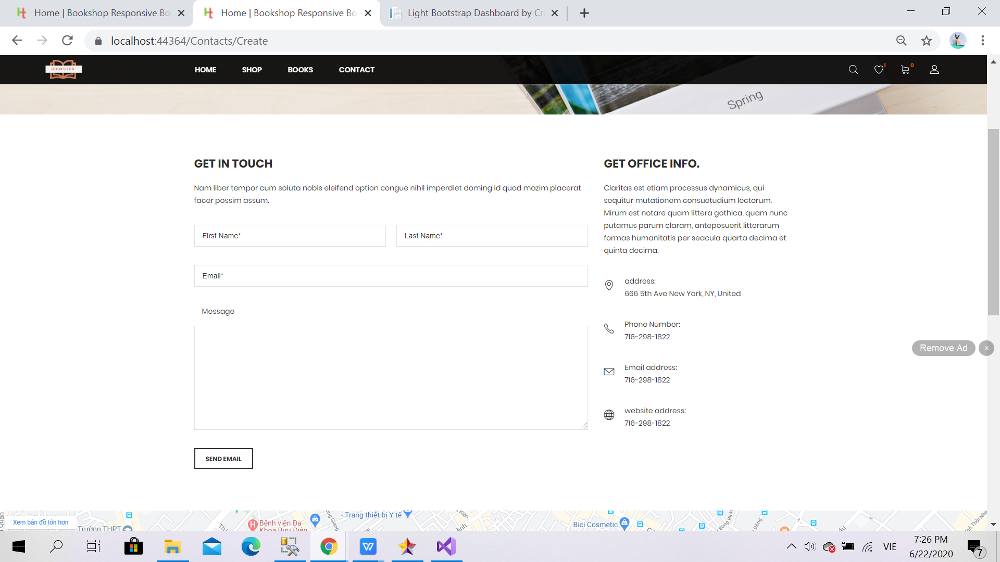 Home | Bookshop Responsive Bo
Home | Bookshop Responsive Bo
Light Bootstrap Dashboard by Cr
localhost:44364/Contacts/Create
BOOKSTOR
HOME
SHOP
BOOKS
CONTACT
1
0
Spring
GET IN TOUCH
Nam liber tempor cum soluta nobis eleifend option congue nihil imperdiet doming id quod mazim placerat
facer possim assum.
First Name*
Last Name*
Email*
Message
SEND EMAIL
GET OFFICE INFO.
Claritas est etiam processus dynamicus, qui
sequitur mutationem consuetudium lectorum.
Mirum est notare quam littera gothica, quam nunc
putamus parum claram, anteposuerit litterarum
formas humanitatis per seacula quarta decima et
quinta decima.
address:
666 5th Ave New York, NY, United
Phone Number:
716-298-1822
Email address:
716-298-1822
website address:
716-298-1822
Remove Ad
Xem bản đồ lớn hơn
Trường THPT
Bệnh viện Đa
Khoa Bưu Điện
- Trang thiết bị Y tế
Bici Cosmetic
VIE
7:26 PM
6/22/2020
7